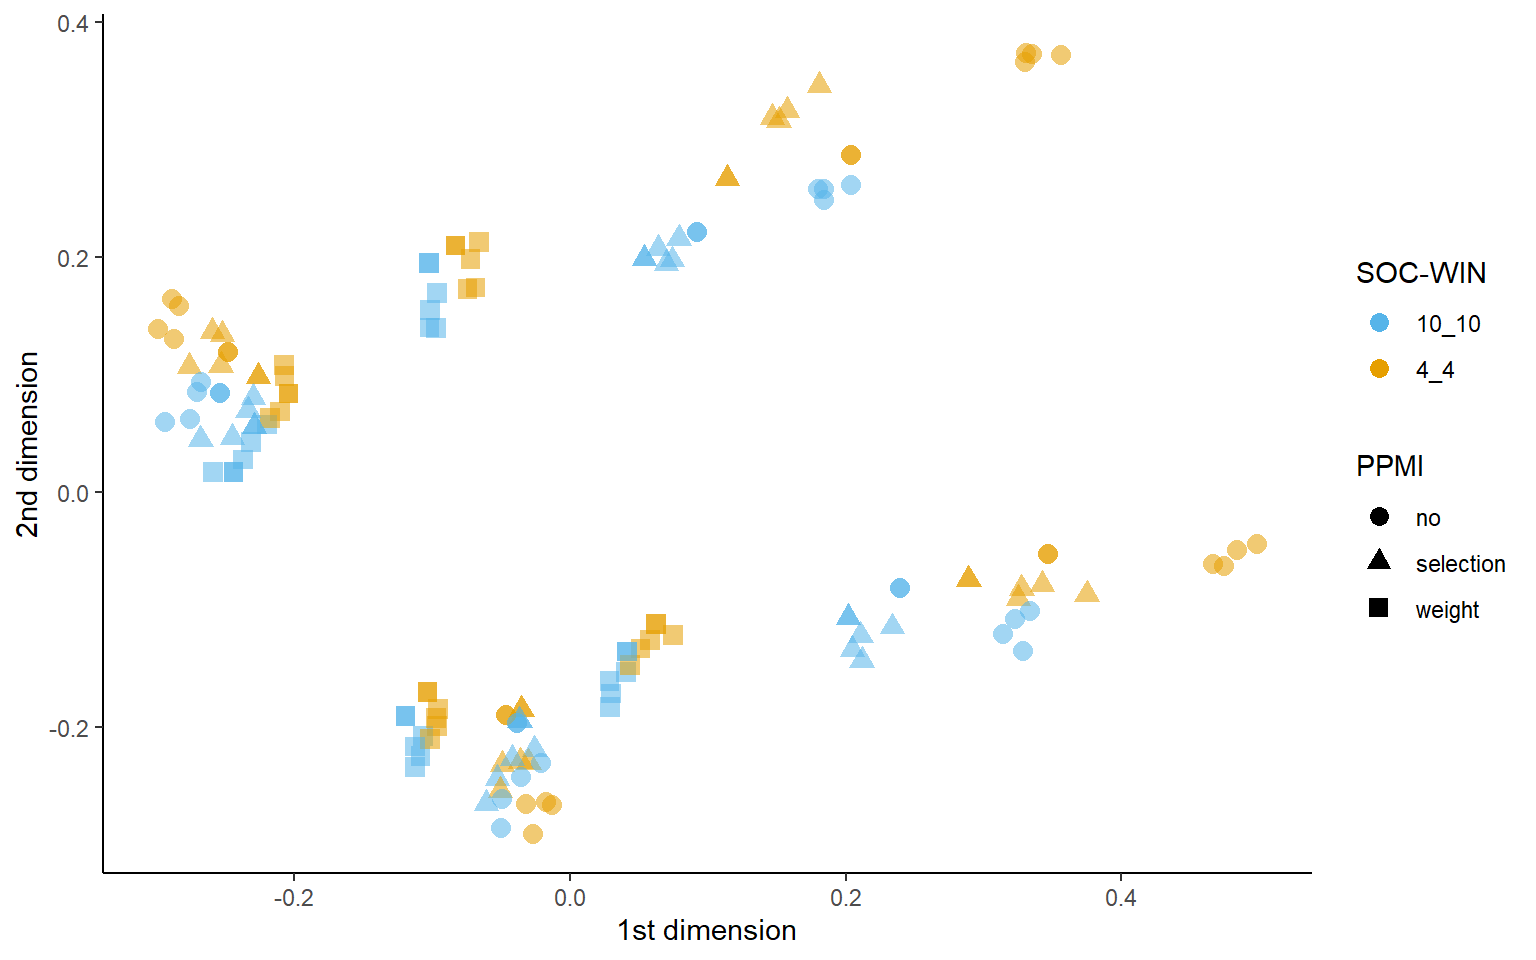 0.4
0.2
0.0
-0.2
2nd dimension
-0.2
0.0
0.2
0.4
1st dimension
SOC-WIN
10_10
4_4
PPMI
no
selection
weight